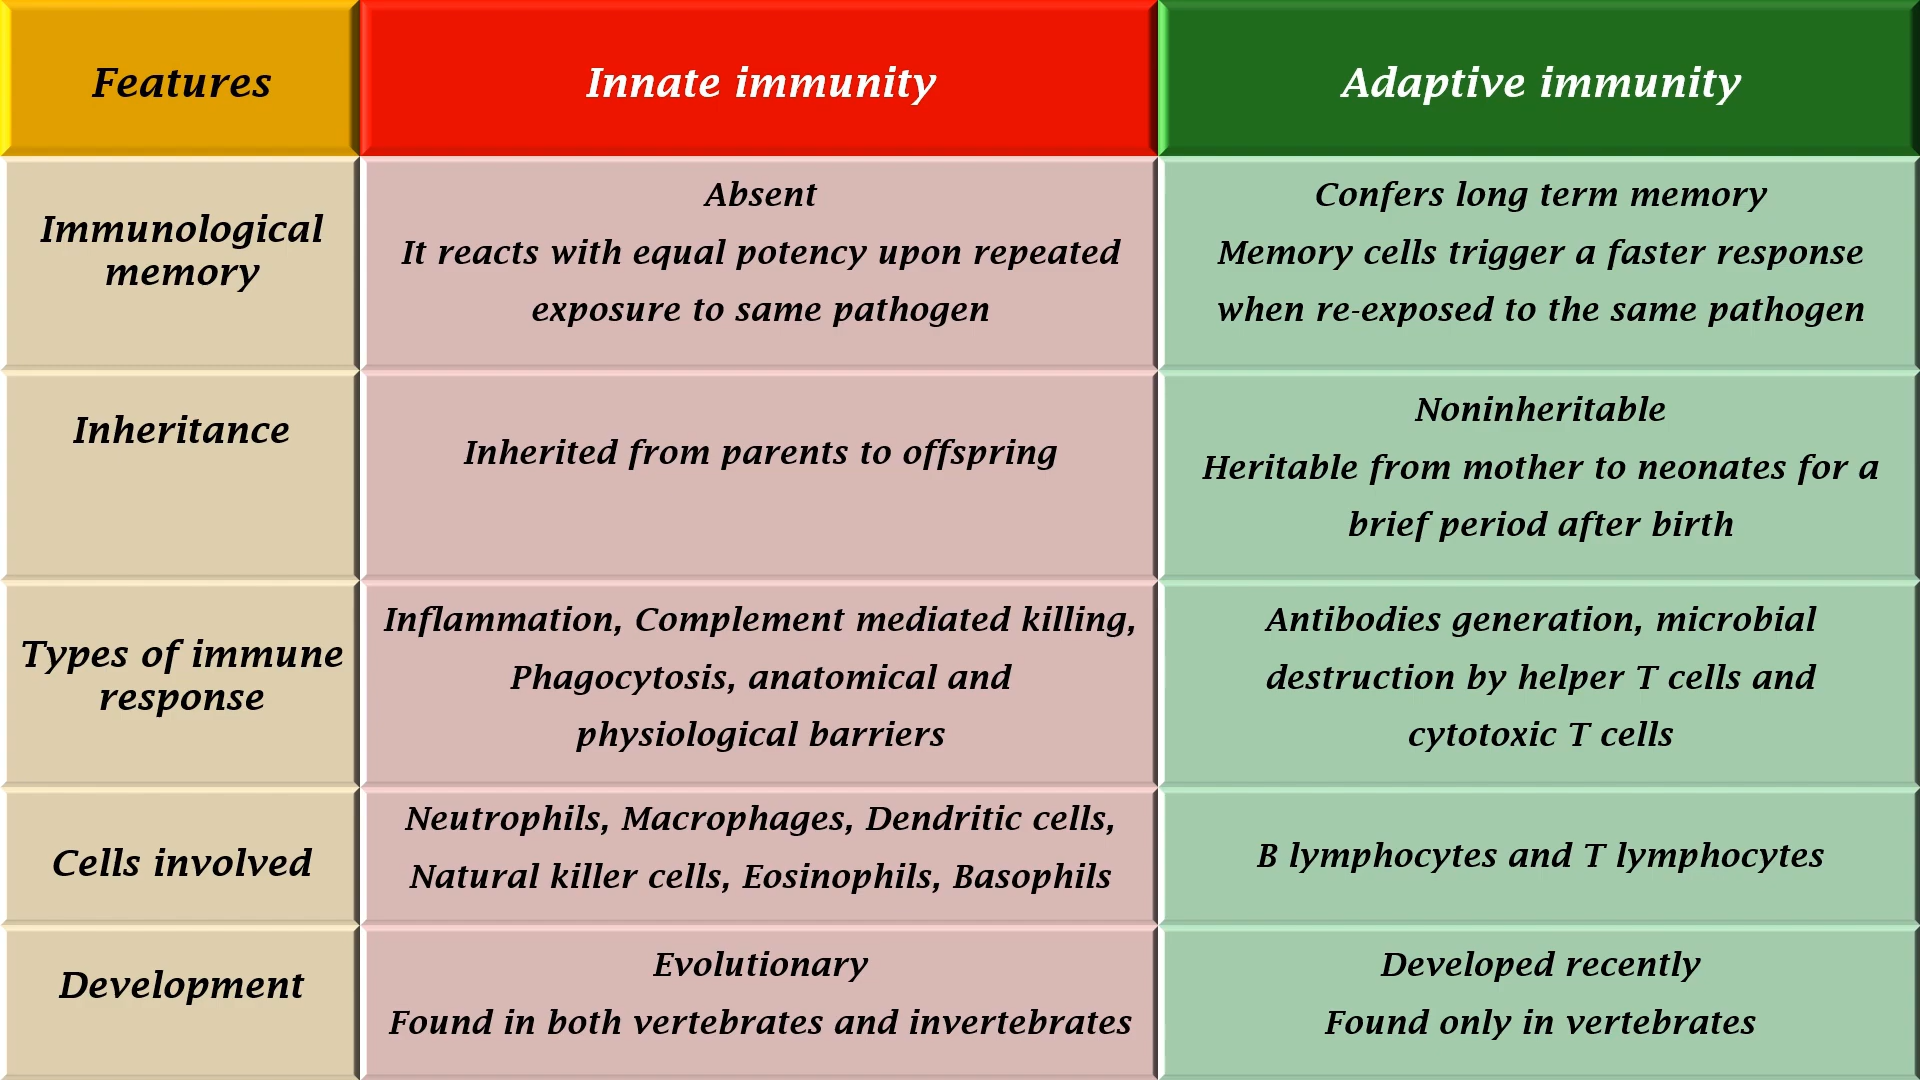 Features
Innate immunity
Adaptive immunity
Immunological
memory
Absent
It reacts with equal potency upon repeated
exposure to same pathogen
Confers long term memory
Memory cells trigger a faster response
when re-exposed to the same pathogen
Inheritance
Inherited from parents to offspring
Noninheritable
Heritable from mother to neonates for a
brief period after birth
Types of immune
response
Inflammation, Complement mediated killing,
Phagocytosis, anatomical and
physiological barriers
Antibodies generation, microbial
destruction by helper T cells and
cytotoxic T cells
Cells involved
Neutrophils, Macrophages, Dendritic cells,
Natural killer cells, Eosinophils, Basophils
B lymphocytes and T lymphocytes
Development
Evolutionary
Found in both vertebrates and invertebrates
Developed recently
Found only in vertebrates